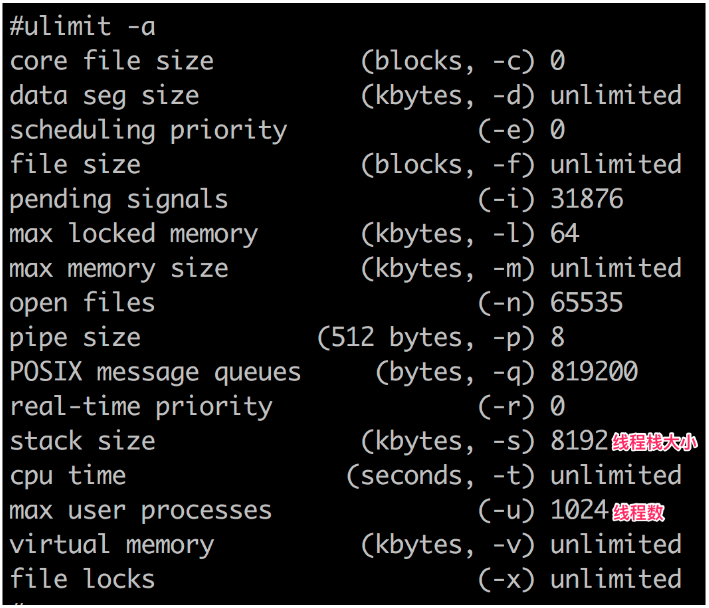 #ulimit -a
core file size (blocks, -c) 0
data seg size (kbytes, -d) unlimited
scheduling priority (-e) 0
file size (blocks, -f) unlimited
pending signals (-i) 31876
max locked memory (kbytes, -l) 64
max memory size (kbytes, -m) unlimited
open files (-n) 65535
pipe size (512 bytes, -p) 8
POSIX message queues (bytes, -q) 819200
real-time priority (-r) 0
stack size (kbytes, -s) 8192 线程栈大小
cpu time (seconds, -t) unlimited
max user processes (-u) 1024 线程数
virtual memory (kbytes, -v) unlimited
file locks (-x) unlimited